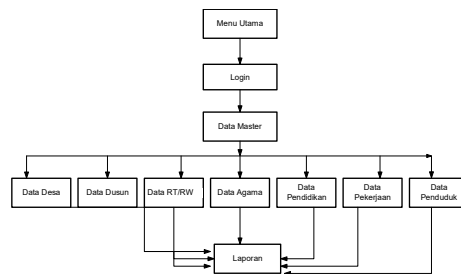 Menu Utama
Login
Data Master
Data Desa
Data Dusun
Data RT/RW
Data Agama
Data
Pendidikan
Data
Pekerjaan
Data
Penduduk
Laporan